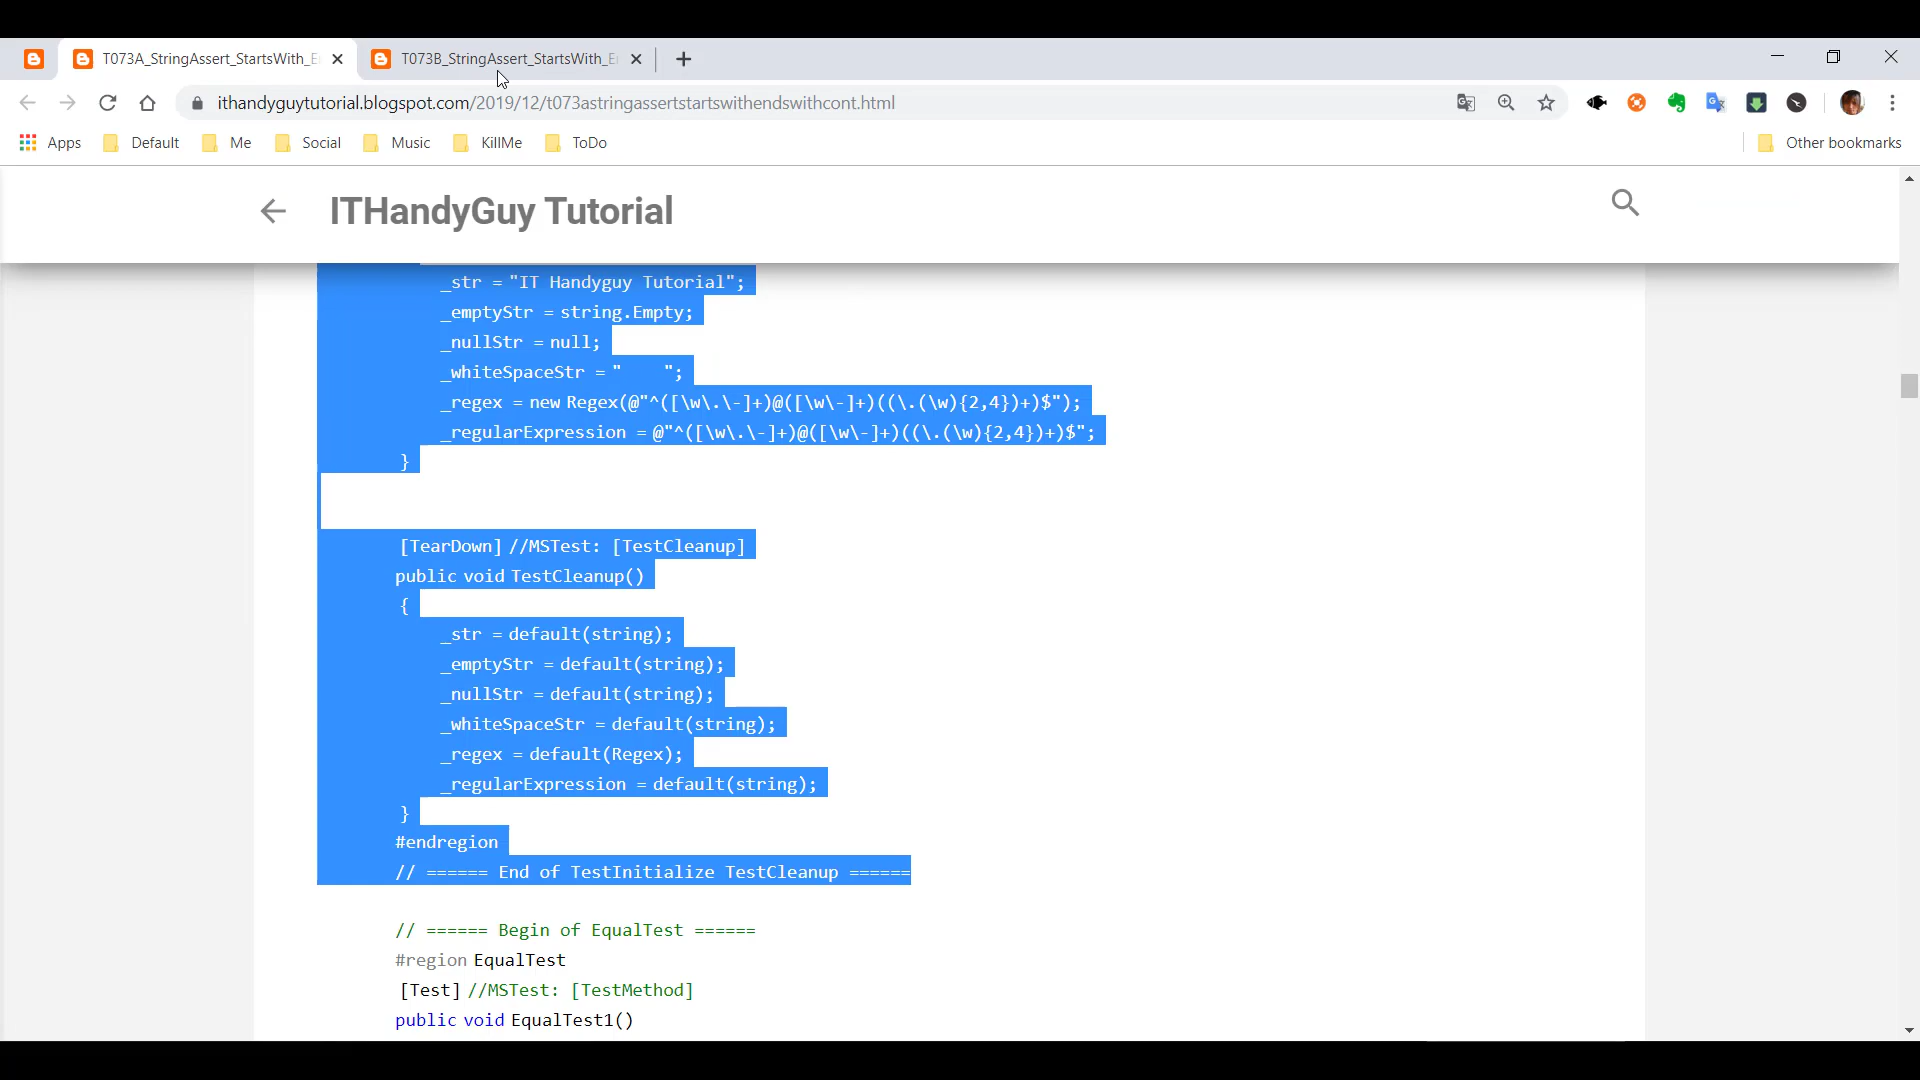 T073A_StringAssert_StartsWith_E
T073B_StringAssert_StartsWith_E
ithandyguytutorial.blogspot.com/2019/12/t073astringassertstartswithendswithcont.html
Apps Default Me Social Music KillMe ToDo Other bookmarks
ITHandyGuy Tutorial
_str = "IT Handyguy Tutorial";
_emptyStr = string.Empty;
_nullStr = null;
_whiteSpaceStr = "    ";
_regex = new Regex(@"^([\w\.\-]+)@([\w\-]+)((\.(\w){2,4})+)$");
_regularExpression = @"^([\w\.\-]+)@([\w\-]+)((\.(\w){2,4})+)$";
}
[TearDown] //MSTest: [TestCleanup]
public void TestCleanup()
{
_str = default(string);
_emptyStr = default(string);
_nullStr = default(string);
_whiteSpaceStr = default(string);
_regex = default(Regex);
_regularExpression = default(string);
}
#endregion
// ====== End of TestInitialize TestCleanup ======
// ====== Begin of EqualTest ======
#region EqualTest
[Test] //MSTest: [TestMethod]
public void EqualTest1()